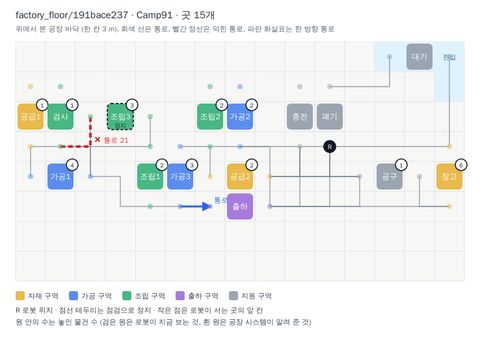 factory_floor/191bace237 · Camp91 · 곳 15개
위에서 본 공장 바닥 (한 칸 3 m). 회색 선은 통로, 빨간 점선은 막힌 통로, 파란 화살표는 한 방향 통로
대기
공급1 1
검사 1
조립3 3
조립2 2
가공2 2
충전
폐기
통로 21
R
가공1 4
조립1 2
가공3 3
공급2 2
공구 1
창고 6
통로
출하
자재 구역
가공 구역
조립 구역
출하 구역
지원 구역
R 로봇 위치 · 점선 테두리는 점검으로 정지 · 작은 점은 로봇이 서는 곳의 앞 칸
원 안의 수는 놓인 물건 수 (검은 원은 로봇이 지금 보는 것, 흰 원은 공장 시스템이 알려 준 것)